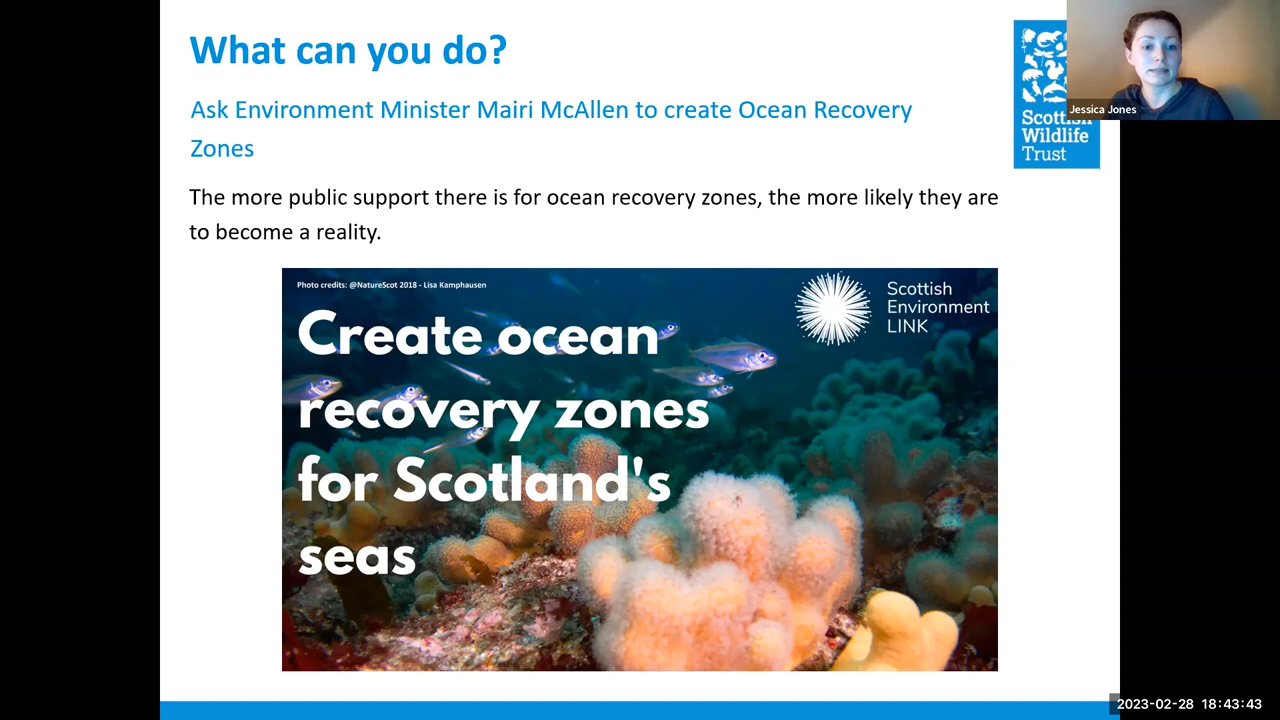 What can you do?
Ask Environment Minister Mairi McAllen to create Ocean Recovery
Zones
The more public support there is for ocean recovery zones, the more likely they are
to become a reality.
Jessica Jones
Scottish
Wildlife
Trust
Photo credits: @NatureScot 2018 - Lisa Kamphausen
Scottish
Environment
LINK
Create ocean
recovery zones
for Scotland's
seas
2023-02-28 18:43:43